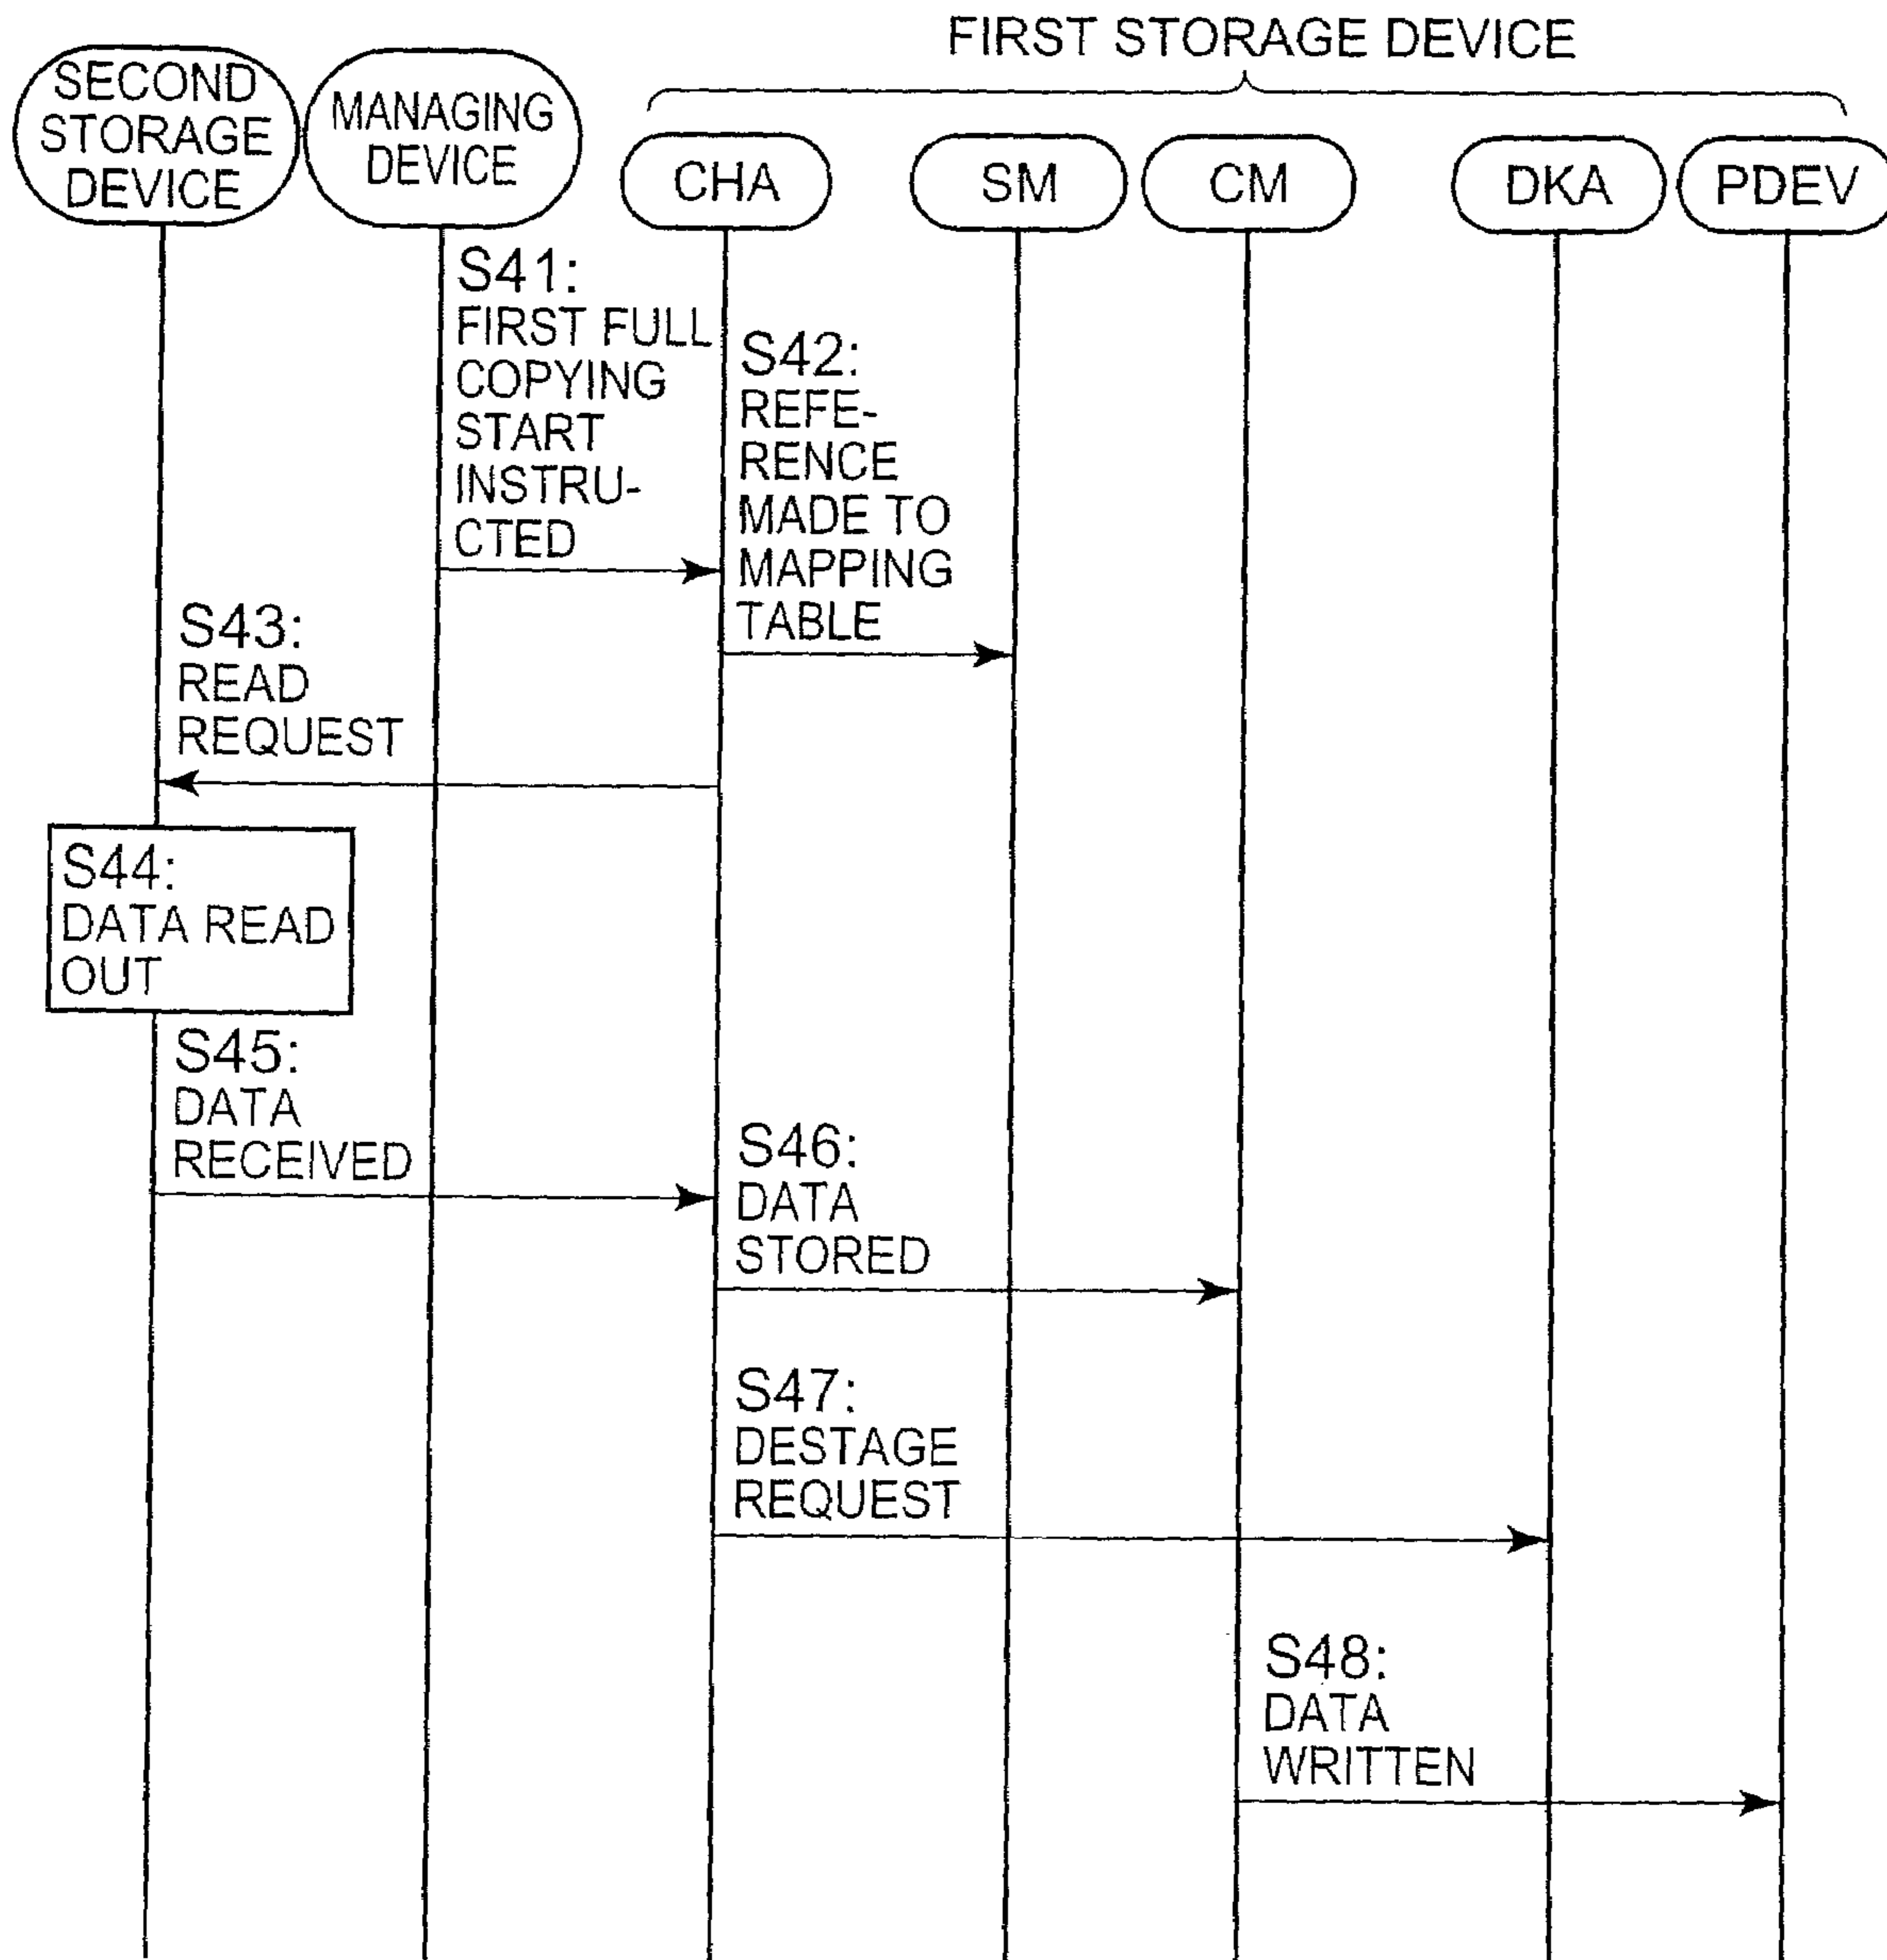 FIRST STORAGE DEVICE
SECOND
STORAGE
DEVICE
MANAGING
DEVICE
CHA
SM
CM
DKA
PDEV
S41:
FIRST FULL
COPYING
START
INSTRU-
CTED
S42:
REFE-
RENCE
MADE TO
MAPPING
TABLE
S43:
READ
REQUEST
S44:
DATA READ
OUT
S45:
DATA
RECEIVED
S46:
DATA
STORED
S47:
DESTAGE
REQUEST
S48:
DATA
WRITTEN